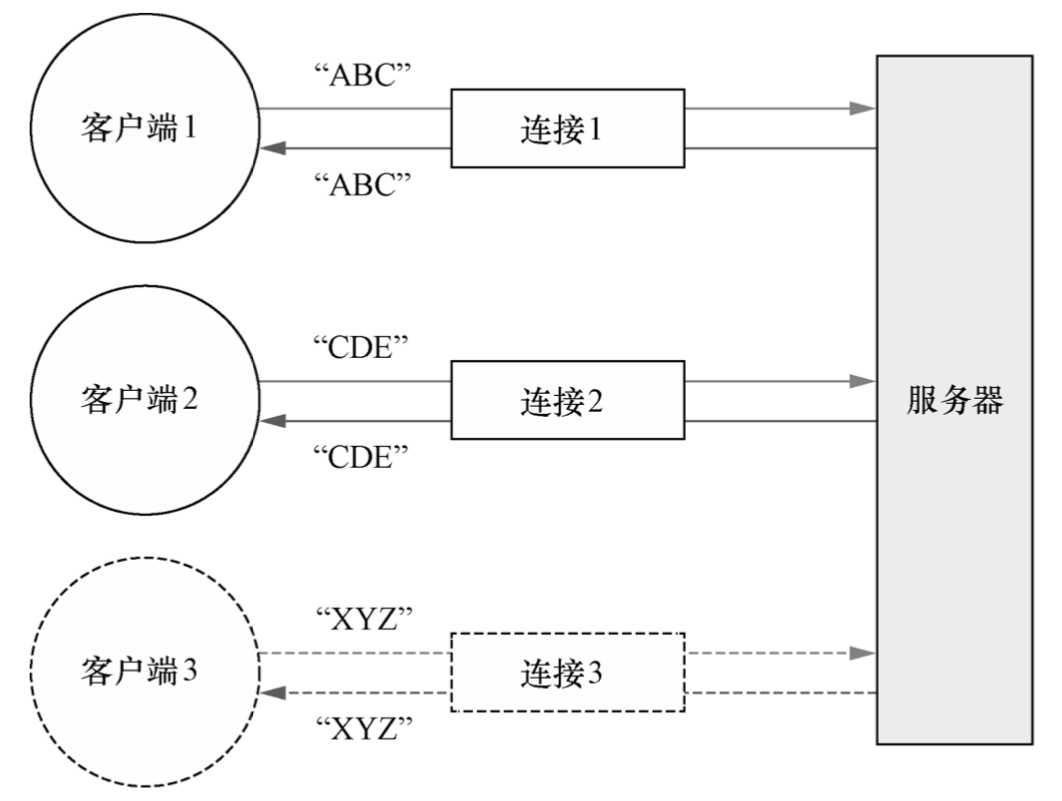 “ABC”
客户端1
连接1
“ABC”
“CDE”
客户端2
连接2
服务器
“CDE”
“XYZ”
客户端3
连接3
“XYZ”